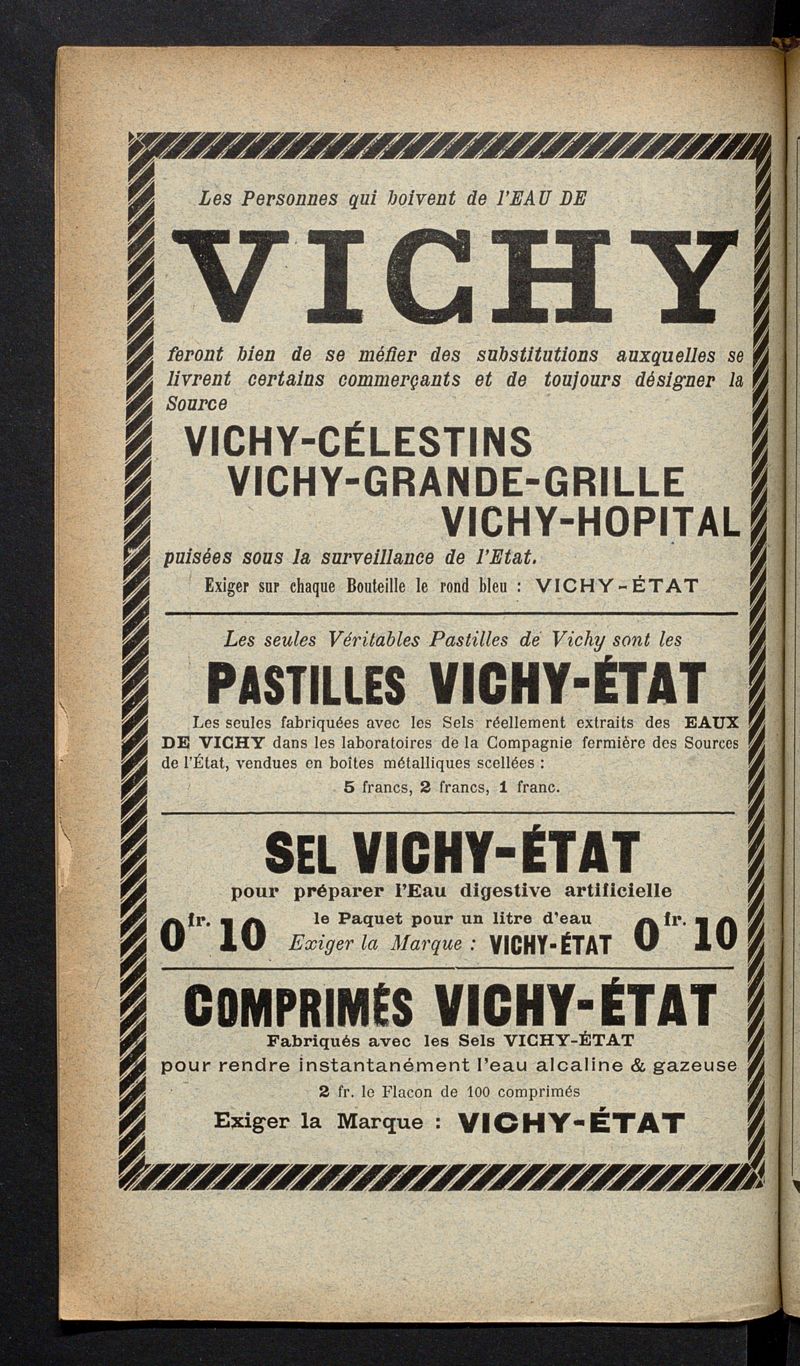 Les Personnes qui boivent de l'EAU DE
VICHY
feront bien de se méfier des substitutions auxquelles se
livrent certains commerçants et de toujours désigner la
Source
VICHY-CÉLESTINS
VICHY-GRANDE-GRILLE
VICHY-HOPITAL
puisées sous la surveillance de l'Etat.
Exiger sur chaque Bouteille le rond bleu : VICHY-ÉTAT
Les seules Véritables Pastilles de Vichy sont les
PASTILLES VICHY-ÉTAT
Les seules fabriquées avec les Sels réellement extraits des EAUX
DE VICHY dans les laboratoires de la Compagnie fermière des Sources
de l'État, vendues en boîtes métalliques scellées :
5 francs, 2 francs, 1 franc.
SEL VICHY-ÉTAT
pour préparer l'Eau digestive artificielle
0 fr. 10 le Paquet pour un litre d'eau 0 fr. 10
Exiger la Marque : VICHY-ÉTAT
COMPRIMÉS VICHY-ÉTAT
Fabriqués avec les Sels VICHY-ÉTAT
pour rendre instantanément l'eau alcaline & gazeuse
2 fr. le Flacon de 100 comprimés
Exiger la Marque : VICHY-ÉTAT